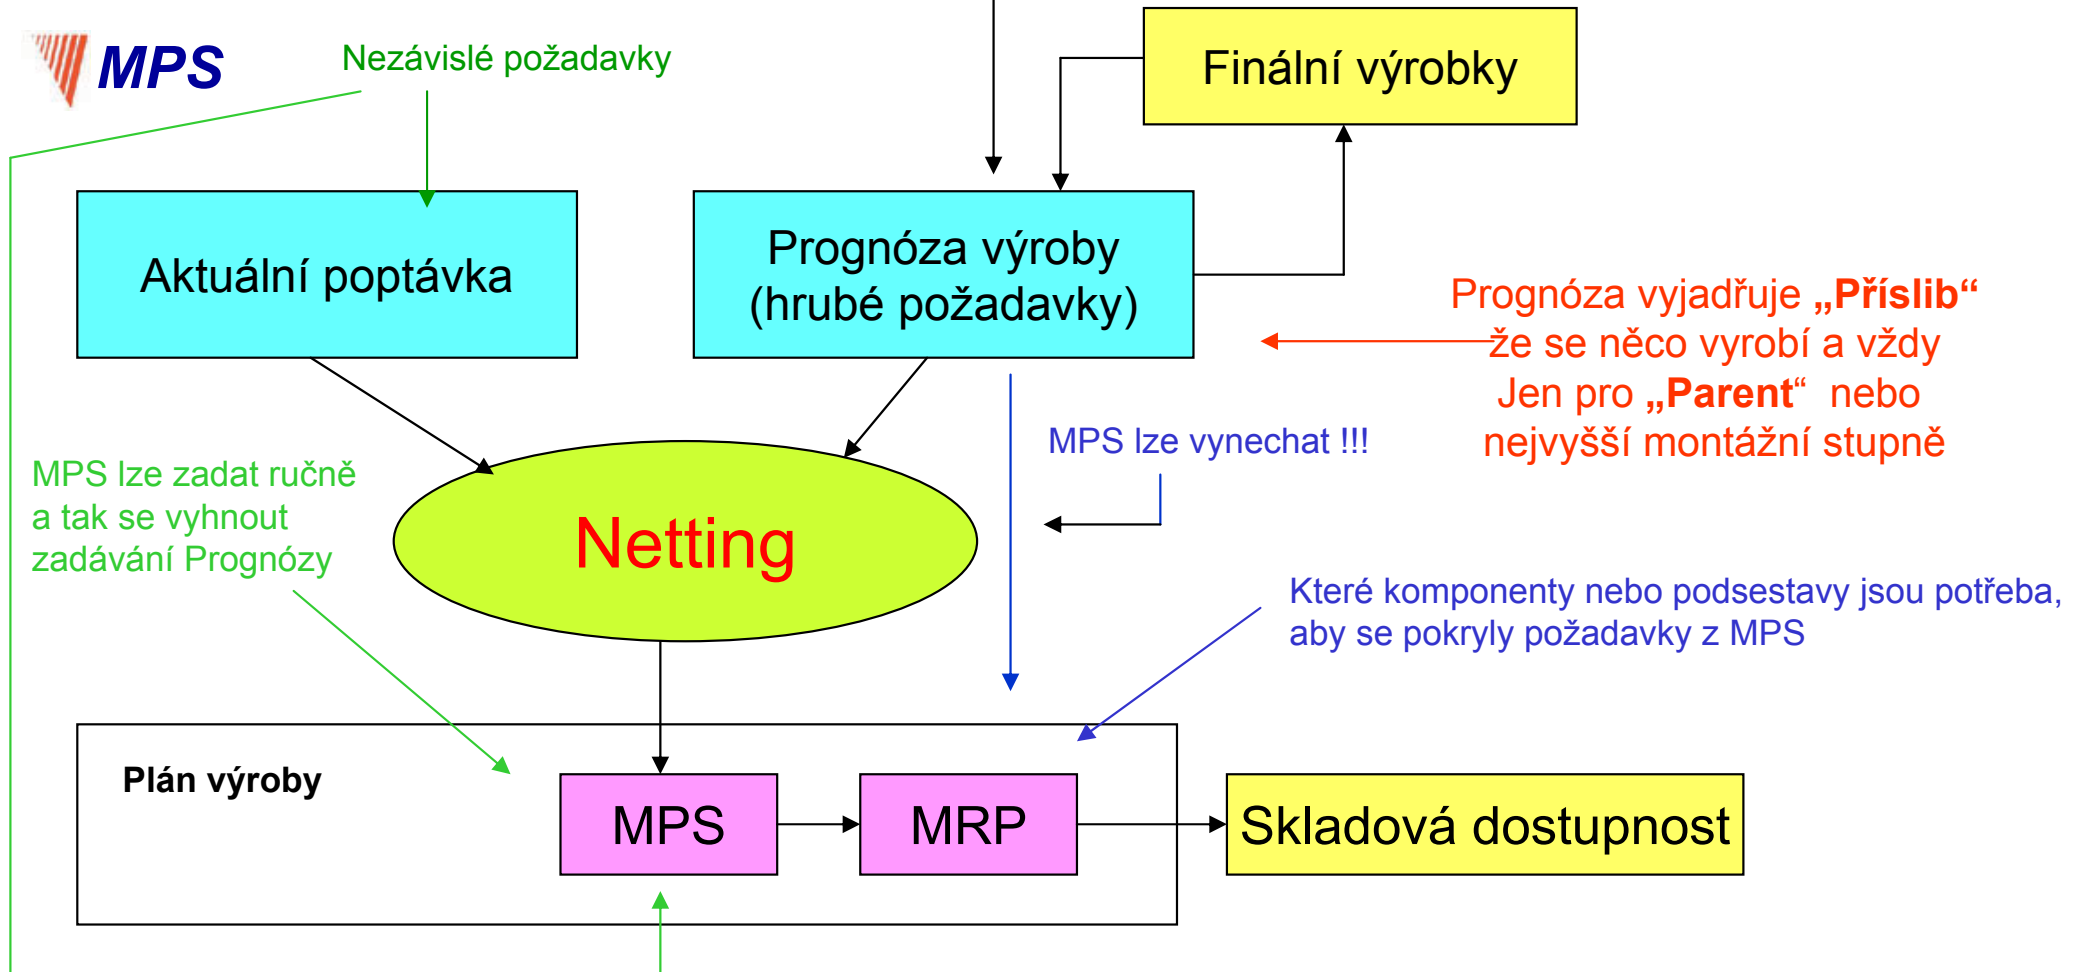 MPS
Nezávislé požadavky
Finální výrobky
Aktuální poptávka
Prognóza výroby
(hrubé požadavky)
Prognóza vyjadřuje „Příslib“
že se něco vyrobí a vždy
Jen pro „Parent“ nebo
nejvyšší montážní stupně
MPS lze vynechat !!!
MPS lze zadat ručně
a tak se vyhnout
zadávání Prognózy
Netting
Které komponenty nebo podsestavy jsou potřeba,
aby se pokryly požadavky z MPS
Plán výroby
MPS
MRP
Skladová dostupnost